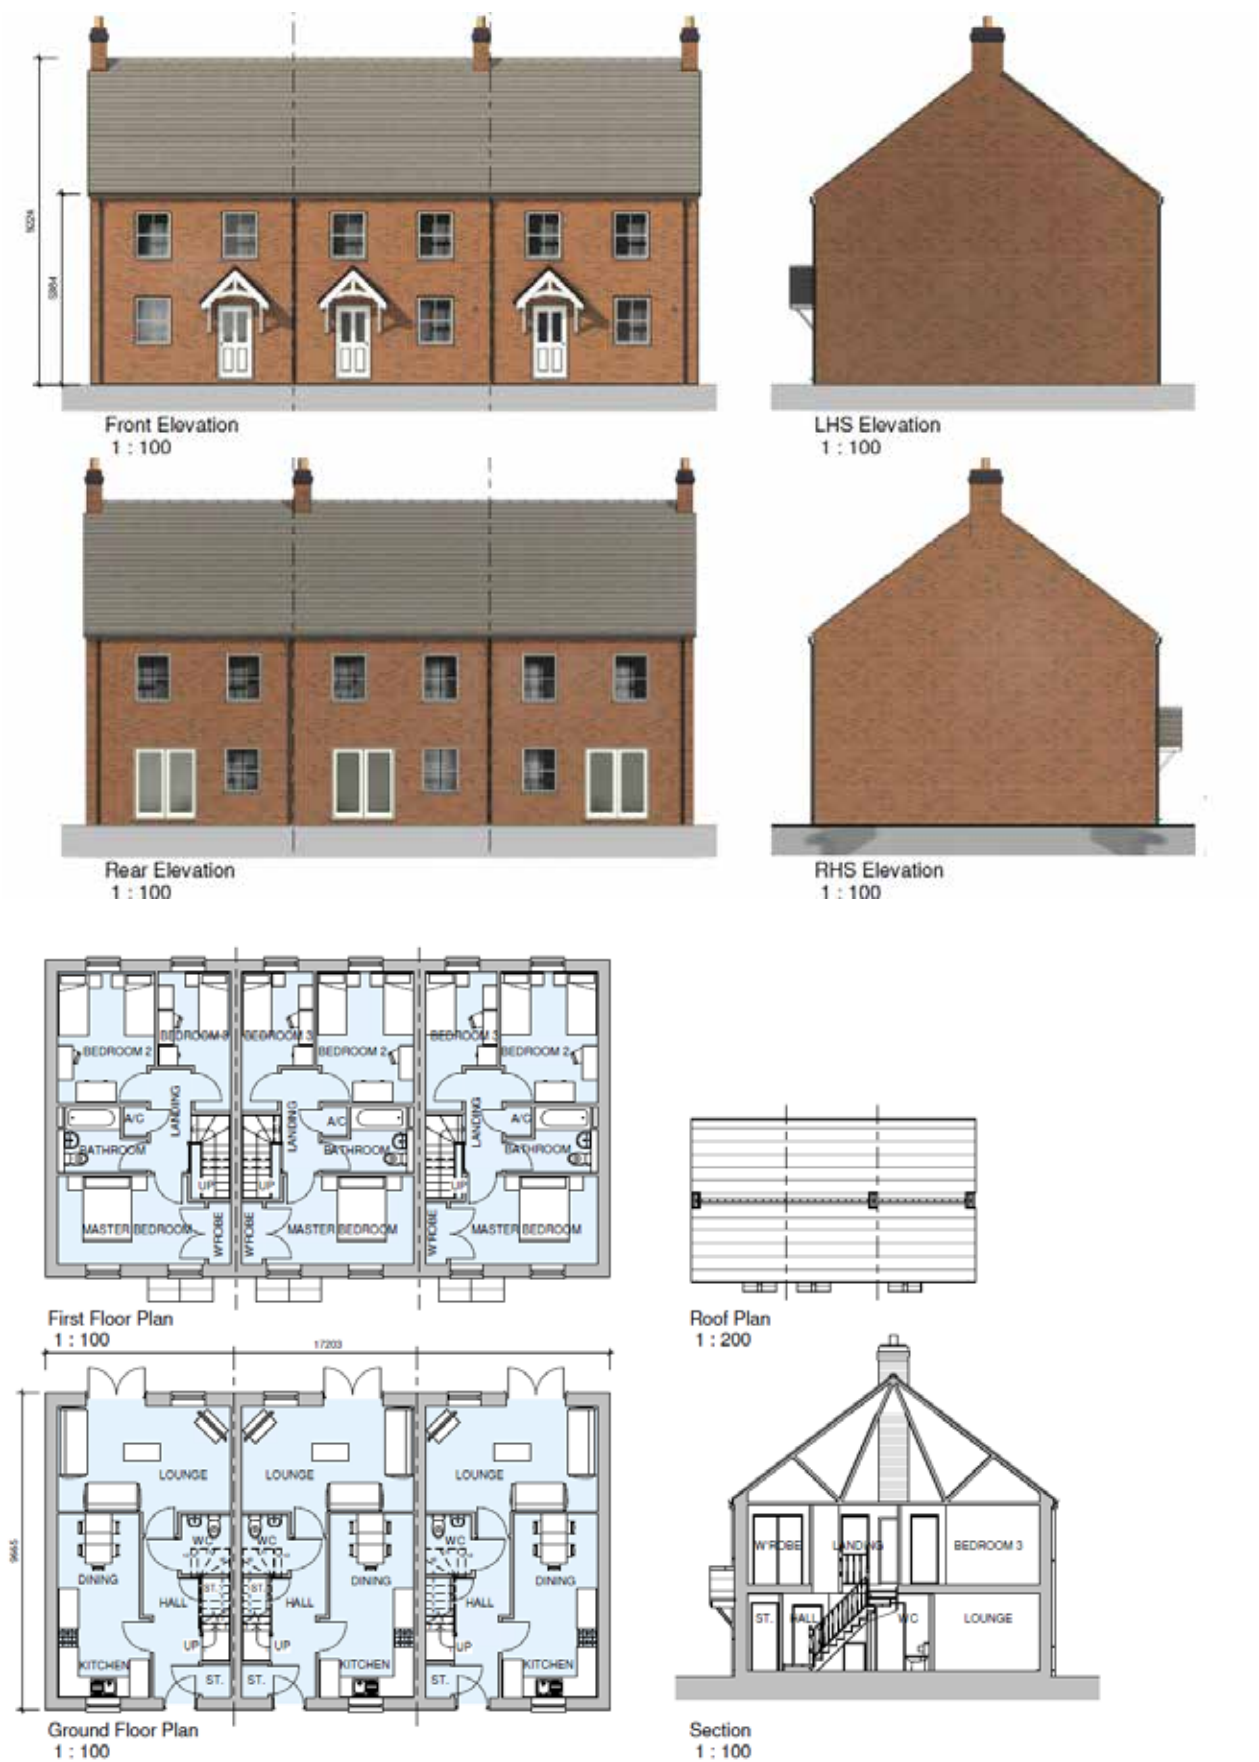 9224
5364
Front Elevation
1 : 100
LHS Elevation
1 : 100
Rear Elevation
1 : 100
RHS Elevation
1 : 100
BEDROOM 2
BEDROOM 3
BEDROOM 3
BEDROOM 2
BEDROOM 3
BEDROOM 2
A/C
LANDING
LANDING
A/C
LANDING
A/C
BATHROOM
BATHROOM
BATHROOM
UP
UP
UP
MASTER BEDROOM
W'ROBE
W'ROBE
MASTER BEDROOM
W'ROBE
MASTER BEDROOM
First Floor Plan
1 : 100
Roof Plan
1 : 200
17203
9665
LOUNGE
LOUNGE
LOUNGE
WC
WC
WC
DINING
DINING
DINING
ST.
ST.
HALL
HALL
HALL
UP
UP
UP
KITCHEN
KITCHEN
KITCHEN
ST.
ST.
ST.
Ground Floor Plan
1 : 100
W'ROBE
LANDING
BEDROOM 3
ST.
HALL
WC
LOUNGE
Section
1 : 100